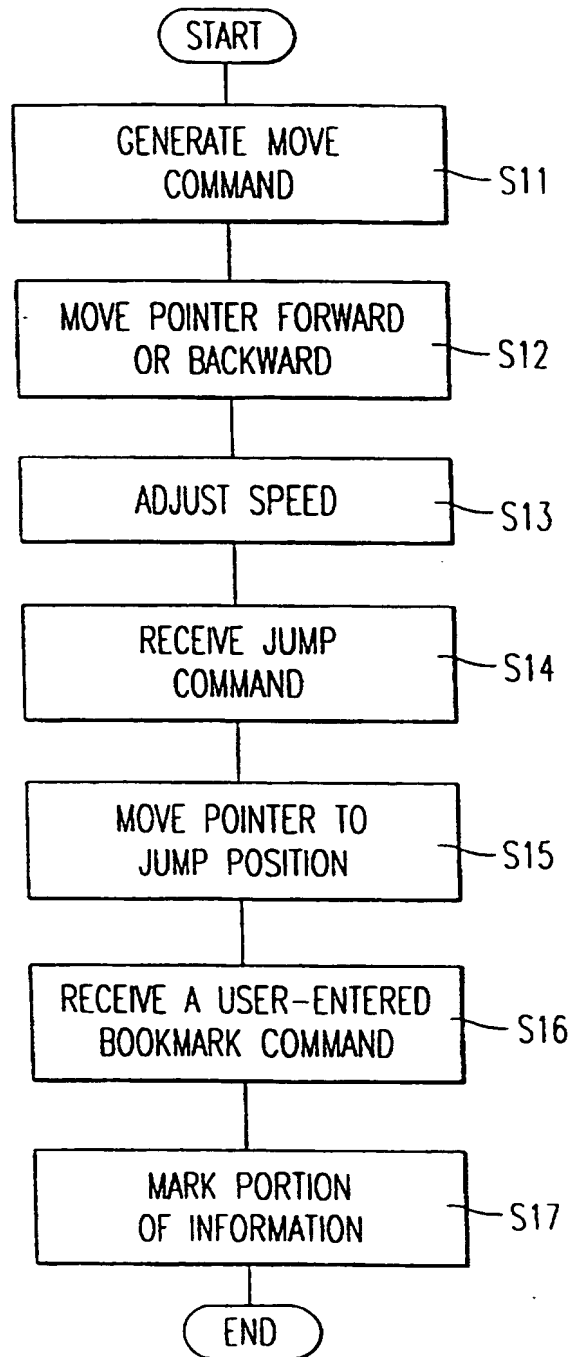 START
GENERATE MOVE
COMMAND
S11
MOVE POINTER FORWARD
OR BACKWARD
S12
ADJUST SPEED
S13
RECEIVE JUMP
COMMAND
S14
MOVE POINTER TO
JUMP POSITION
S15
RECEIVE A USER-ENTERED
BOOKMARK COMMAND
S16
MARK PORTION
OF INFORMATION
S17
END